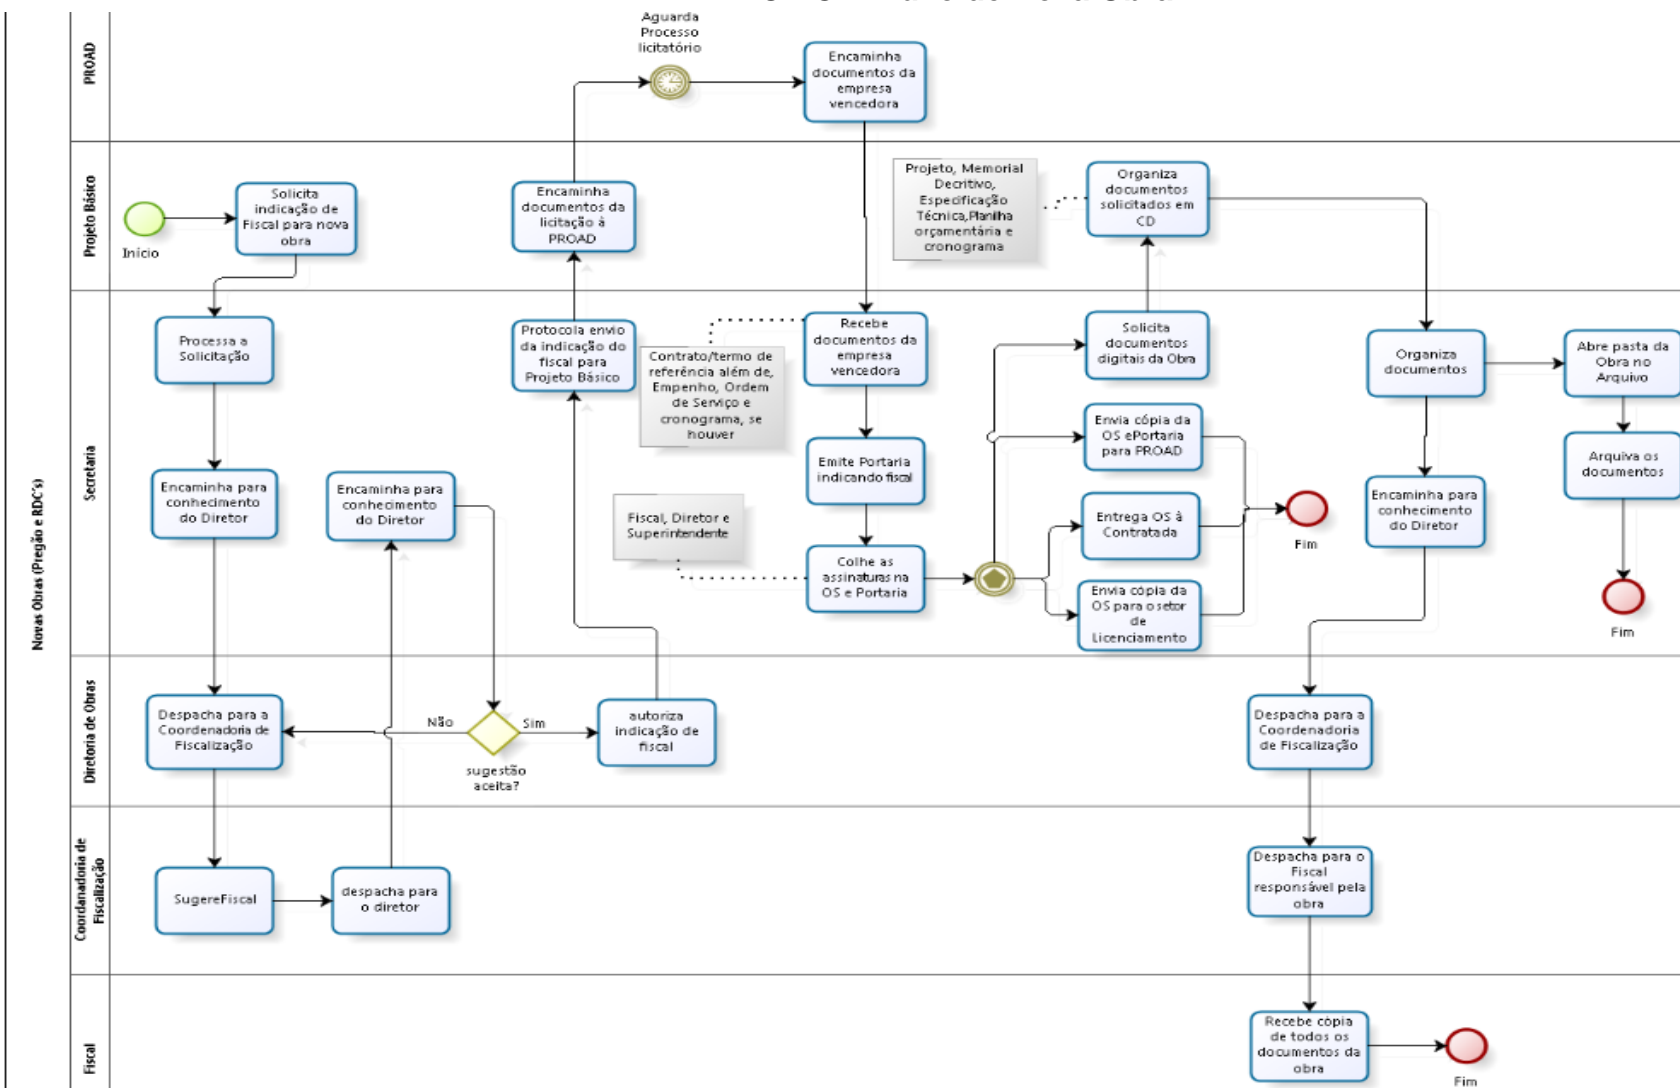 Novas Obras (Pregão e RDC's)
PROAD
Aguarda
Processo
licitatório
Encaminha
documentos da
empresa
vencedora
Projeto Básico
Início
Solicita
indicação de
Fiscal para nova
obra
Encaminha
documentos da
licitação à
PROAD
Projeto, Memorial
Decritivo,
Especificação
Técnica,Planilha
orçamentária e
cronograma
Organiza
documentos
solicitados em
CD
Secretaria
Processa a
Solicitação
Encaminha para
conhecimento
do Diretor
Encaminha para
conhecimento
do Diretor
Protocola envio
da indicação do
fiscal para
Projeto Básico
Contrato/termo de
referência além de,
Empenho, Ordem
de Serviço e
cronograma, se
houver
Recebe
documentos da
empresa
vencedora
Emite Portaria
indicando fiscal
Fiscal, Diretor e
Superintendente
Colhe as
assinaturas na
OS e Portaria
Solicita
documentos
digitais da Obra
Envia cópia da
OS ePortaria
para PROAD
Entrega OS à
Contratada
Envia cópia da
OS para o setor
de
Licenciamento
Fim
Organiza
documentos
Encaminha para
conhecimento
do Diretor
Abre pasta da
Obra no
Arquivo
Arquiva os
documentos
Fim
Diretoria de Obras
Despacha para a
Coordenadoria de
Fiscalização
Não
Sim
sugestão
aceita?
autoriza
indicação de
fiscal
Despacha para a
Coordenadoria
de Fiscalização
Coordanadoria de
Fiscalização
SugereFiscal
despacha para
o diretor
Despacha para o
Fiscal
responsável pela
obra
Fiscal
Recebe cópia
de todos os
documentos da
obra
Fim